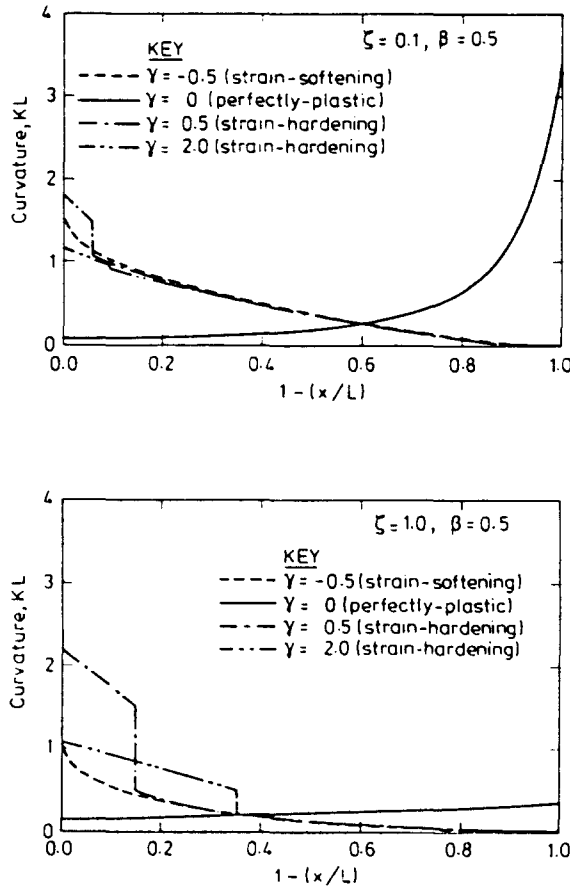 4
ζ=0.1, β=0.5
KEY
γ= -0.5 (strain-softening)
γ= 0 (perfectly-plastic)
γ= 0.5 (strain-hardening)
γ= 2.0 (strain-hardening)
3
2
1
0
Curvature, KL
0.0 0.2 0.4 0.6 0.8 1.0
1-(x/L)
4
ζ=1.0, β=0.5
KEY
γ= -0.5 (strain-softening)
γ= 0 (perfectly-plastic)
γ= 0.5 (strain-hardening)
γ= 2.0 (strain-hardening)
3
2
1
0
Curvature, KL
0.0 0.2 0.4 0.6 0.8 1.0
1-(x/L)